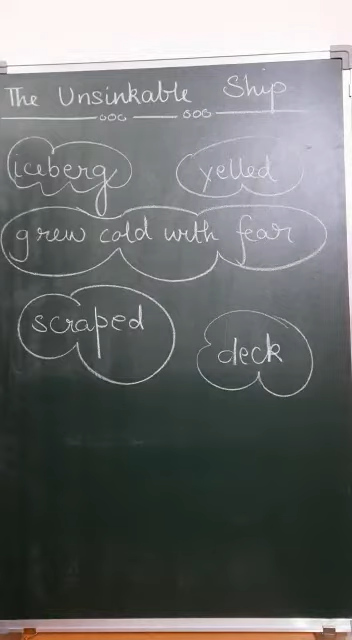 The Unsinkable Ship
iceberg yelled
grew cold with fear
scraped
deck